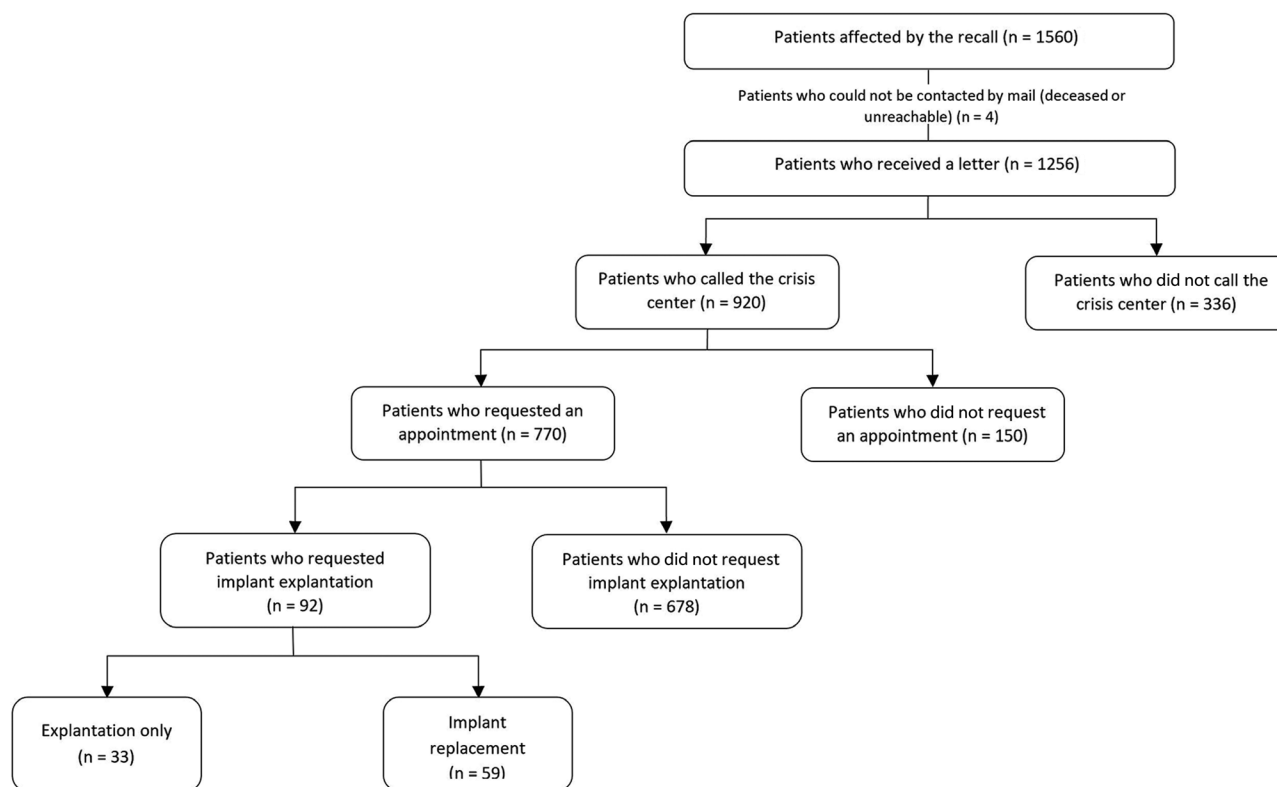 Patients affected by the recall (n = 1560)
Patients who could not be contacted by mail (deceased or
unreachable) (n = 4)
Patients who received a letter (n = 1256)
Patients who called the crisis
center (n = 920)
Patients who did not call the
crisis center (n = 336)
Patients who requested an
appointment (n = 770)
Patients who did not request
an appointment (n = 150)
Patients who requested
implant explantation
(n = 92)
Patients who did not request
implant explantation
(n = 678)
Explantation only
(n = 33)
Implant
replacement
(n = 59)